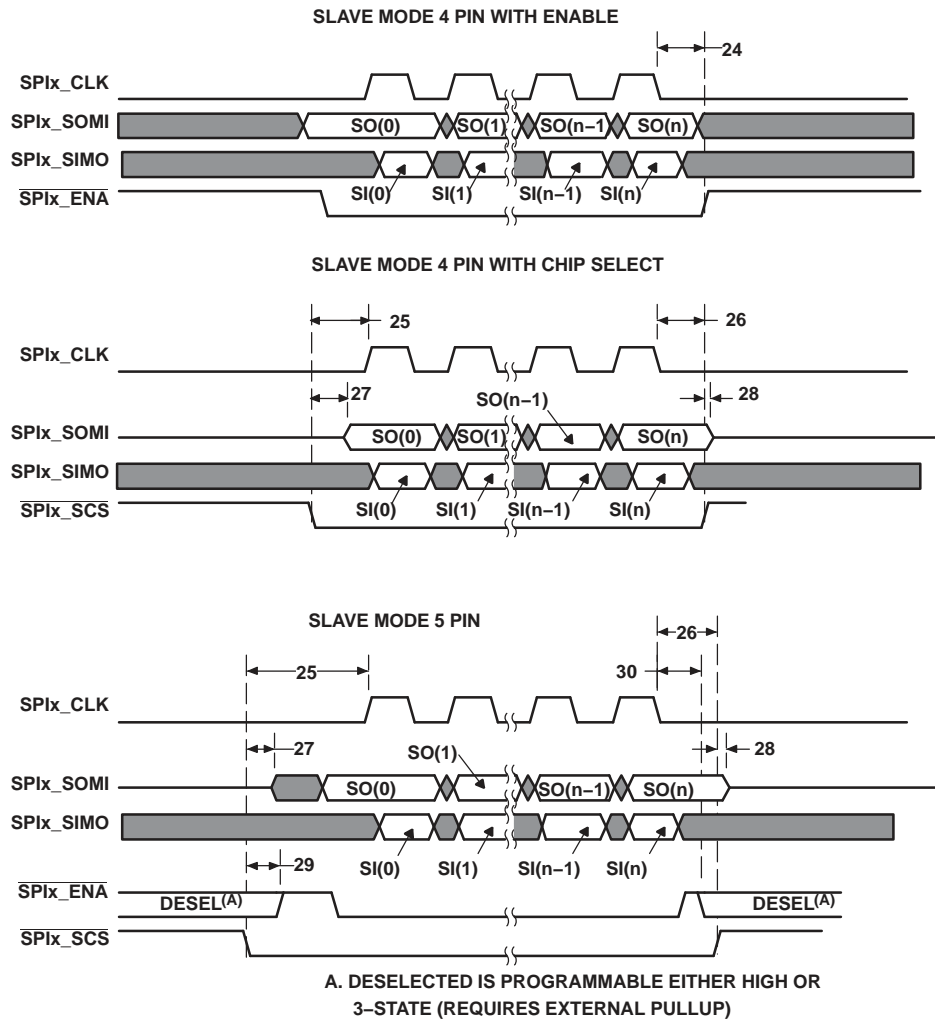 SLAVE MODE 4 PIN WITH ENABLE
24
SPIx_CLK
SPIx_SOMI
SO(0)
SO(1)
SO(n−1
SO(n)
SPIx_SIMO
SI(0)
SI(1)
SI(n−1)
SI(n)
SPIx_ENA
SLAVE MODE 4 PIN WITH CHIP SELECT
25
26
SPIx_CLK
27
SO(n−1)
28
SPIx_SOMI
SO(0)
SO(1)
SO(n)
SPIx_SIMO
SI(0)
SI(1)
SI(n−1)
SI(n)
SPIx_SCS
SLAVE MODE 5 PIN
26
25
30
SPIx_CLK
27
SO(1)
28
SPIx_SOMI
SO(0)
SO(n−1)
SO(n)
SPIx_SIMO
SI(0)
SI(1)
SI(n−1)
SI(n)
29
SPIx_ENA
DESEL(A)
DESEL(A)
SPIx_SCS
A. DESELECTED IS PROGRAMMABLE EITHER HIGH OR
3−STATE (REQUIRES EXTERNAL PULLUP)